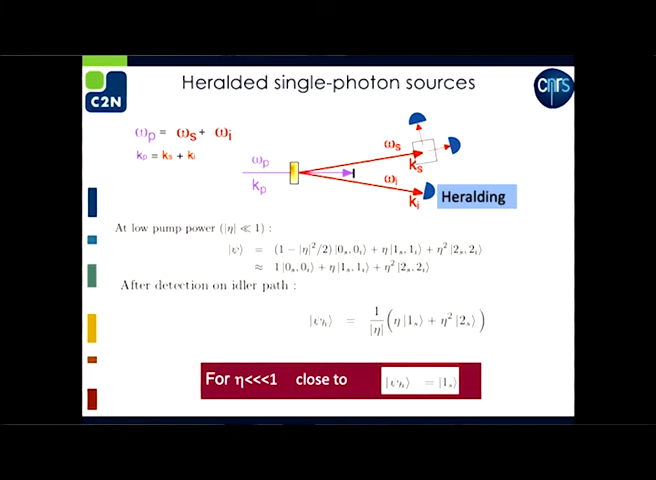 Heralded single-photon sources
C2N
cnrs
ωp = ωs + ωi
kp = ks + ki
ωp
kp
ωs
ks
ωi
ki
Heralding
At low pump power (|η| ≪ 1) :
|ψ⟩ = (1 − |η|²/2) |0s, 0i⟩ + η |1s, 1i⟩ + η² |2s, 2i⟩
≈ 1 |0s, 0i⟩ + η |1s, 1i⟩ + η² |2s, 2i⟩
After detection on idler path :
|ψh⟩ = 1/|η| (η |1s⟩ + η² |2s⟩)
For η<<<1 close to |ψh⟩ = |1s⟩